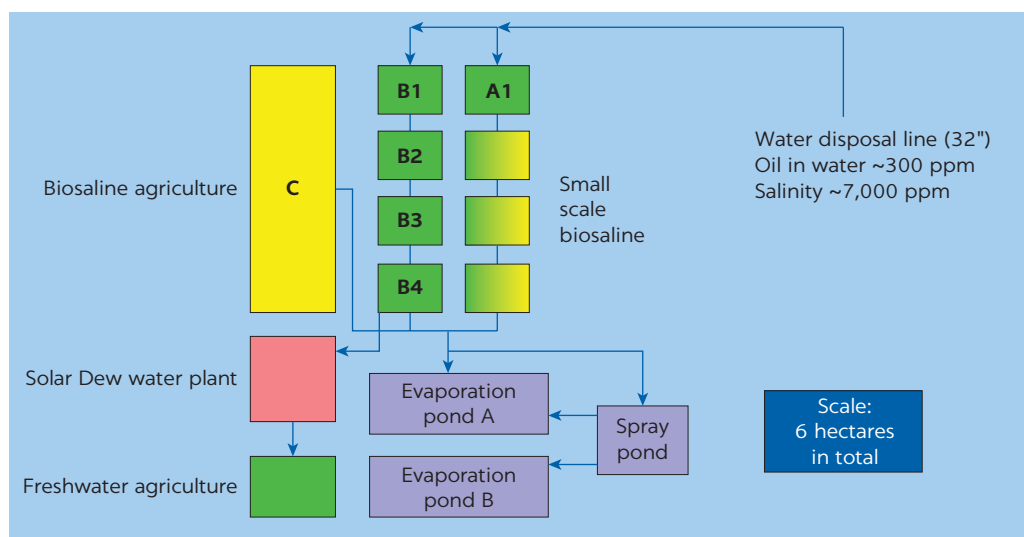 B1
A1
B2
B3
B4
C
Biosaline agriculture
Small
scale
biosaline
Water disposal line (32")
Oil in water ~300 ppm
Salinity ~7,000 ppm
Solar Dew water plant
Evaporation
pond A
Spray
pond
Scale:
6 hectares
in total
Freshwater agriculture
Evaporation
pond B